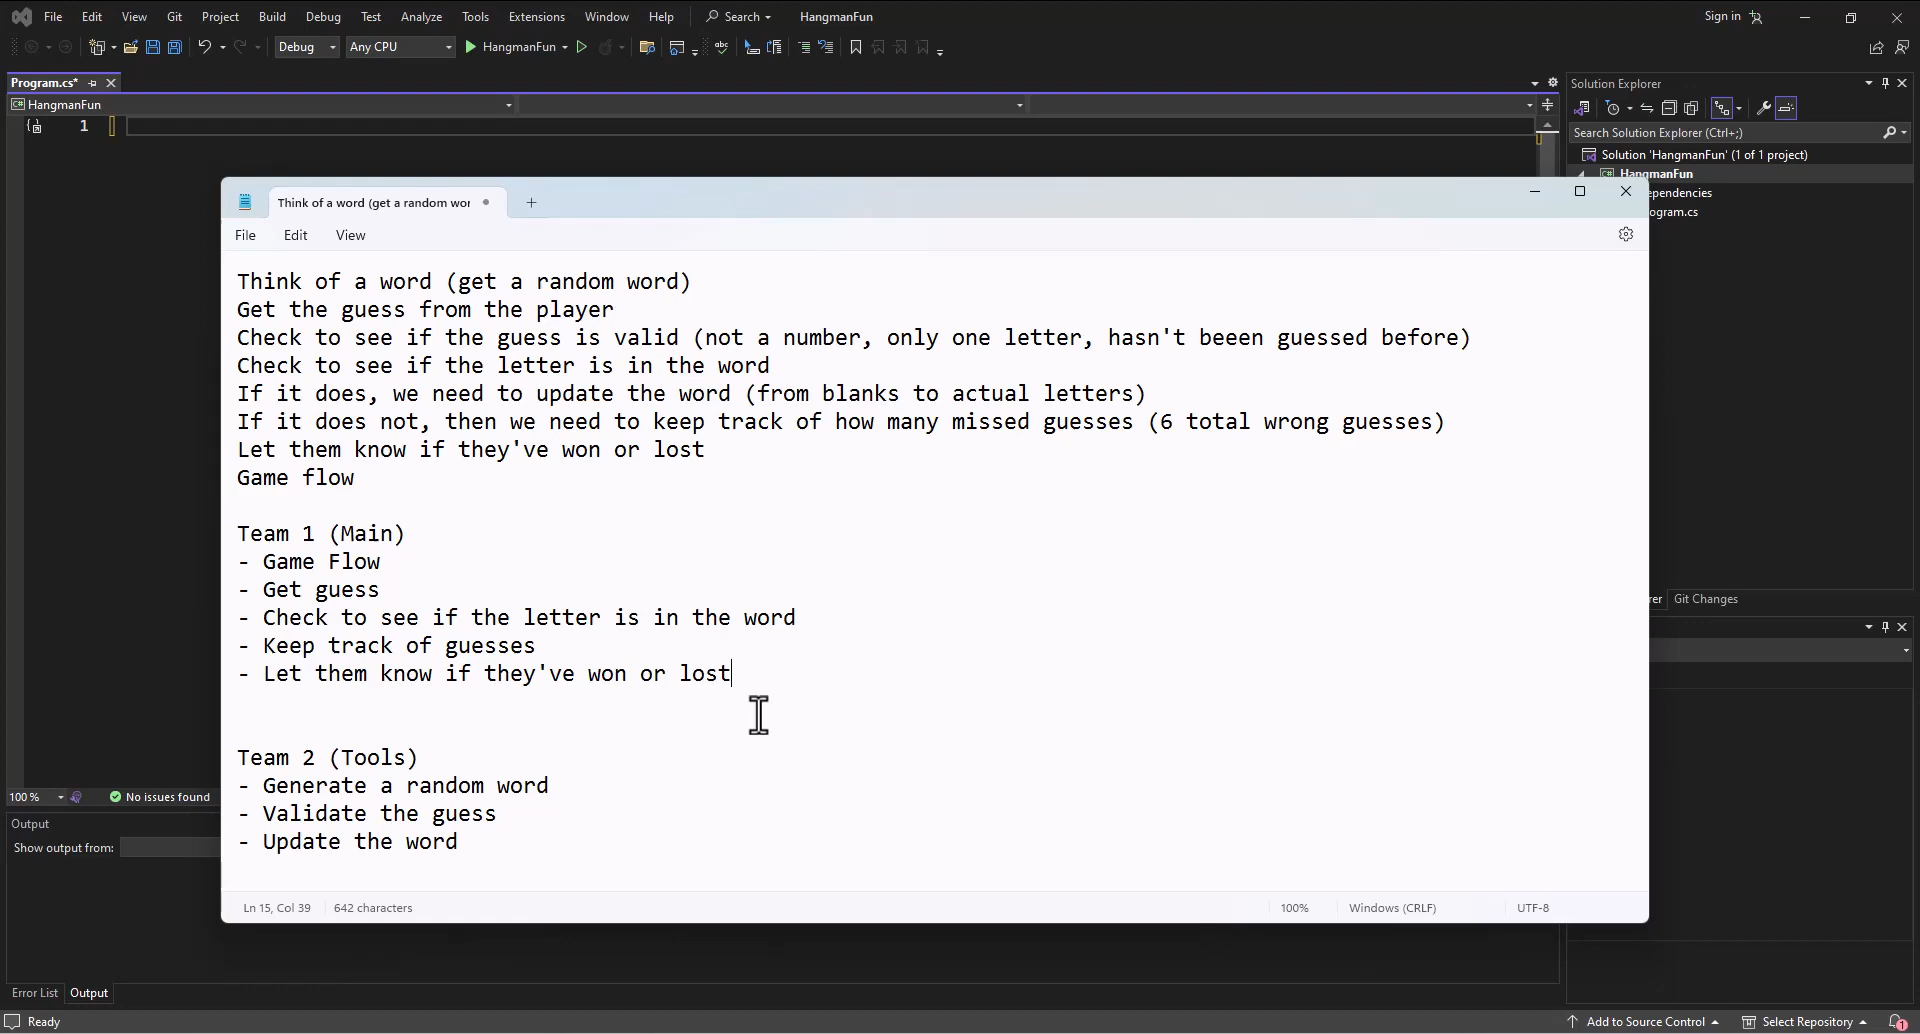 File Edit View Git Project Build Debug Test Analyze Tools Extensions Window Help Search HangmanFun Sign in
Debug Any CPU HangmanFun
Program.cs*
HangmanFun
1
Solution Explorer
Search Solution Explorer (Ctrl+;)
Solution 'HangmanFun' (1 of 1 project)
HangmanFun
ependencies
ogram.cs
rer Git Changes
Think of a word (get a random wor
File Edit View
Think of a word (get a random word)
Get the guess from the player
Check to see if the guess is valid (not a number, only one letter, hasn't beeen guessed before)
Check to see if the letter is in the word
If it does, we need to update the word (from blanks to actual letters)
If it does not, then we need to keep track of how many missed guesses (6 total wrong guesses)
Let them know if they've won or lost
Game flow
Team 1 (Main)
- Game Flow
- Get guess
- Check to see if the letter is in the word
- Keep track of guesses
- Let them know if they've won or lost
Team 2 (Tools)
- Generate a random word
- Validate the guess
- Update the word
Ln 15, Col 39 642 characters 100% Windows (CRLF) UTF-8
100 % No issues found
Output
Show output from:
Error List Output
Ready Add to Source Control Select Repository 1